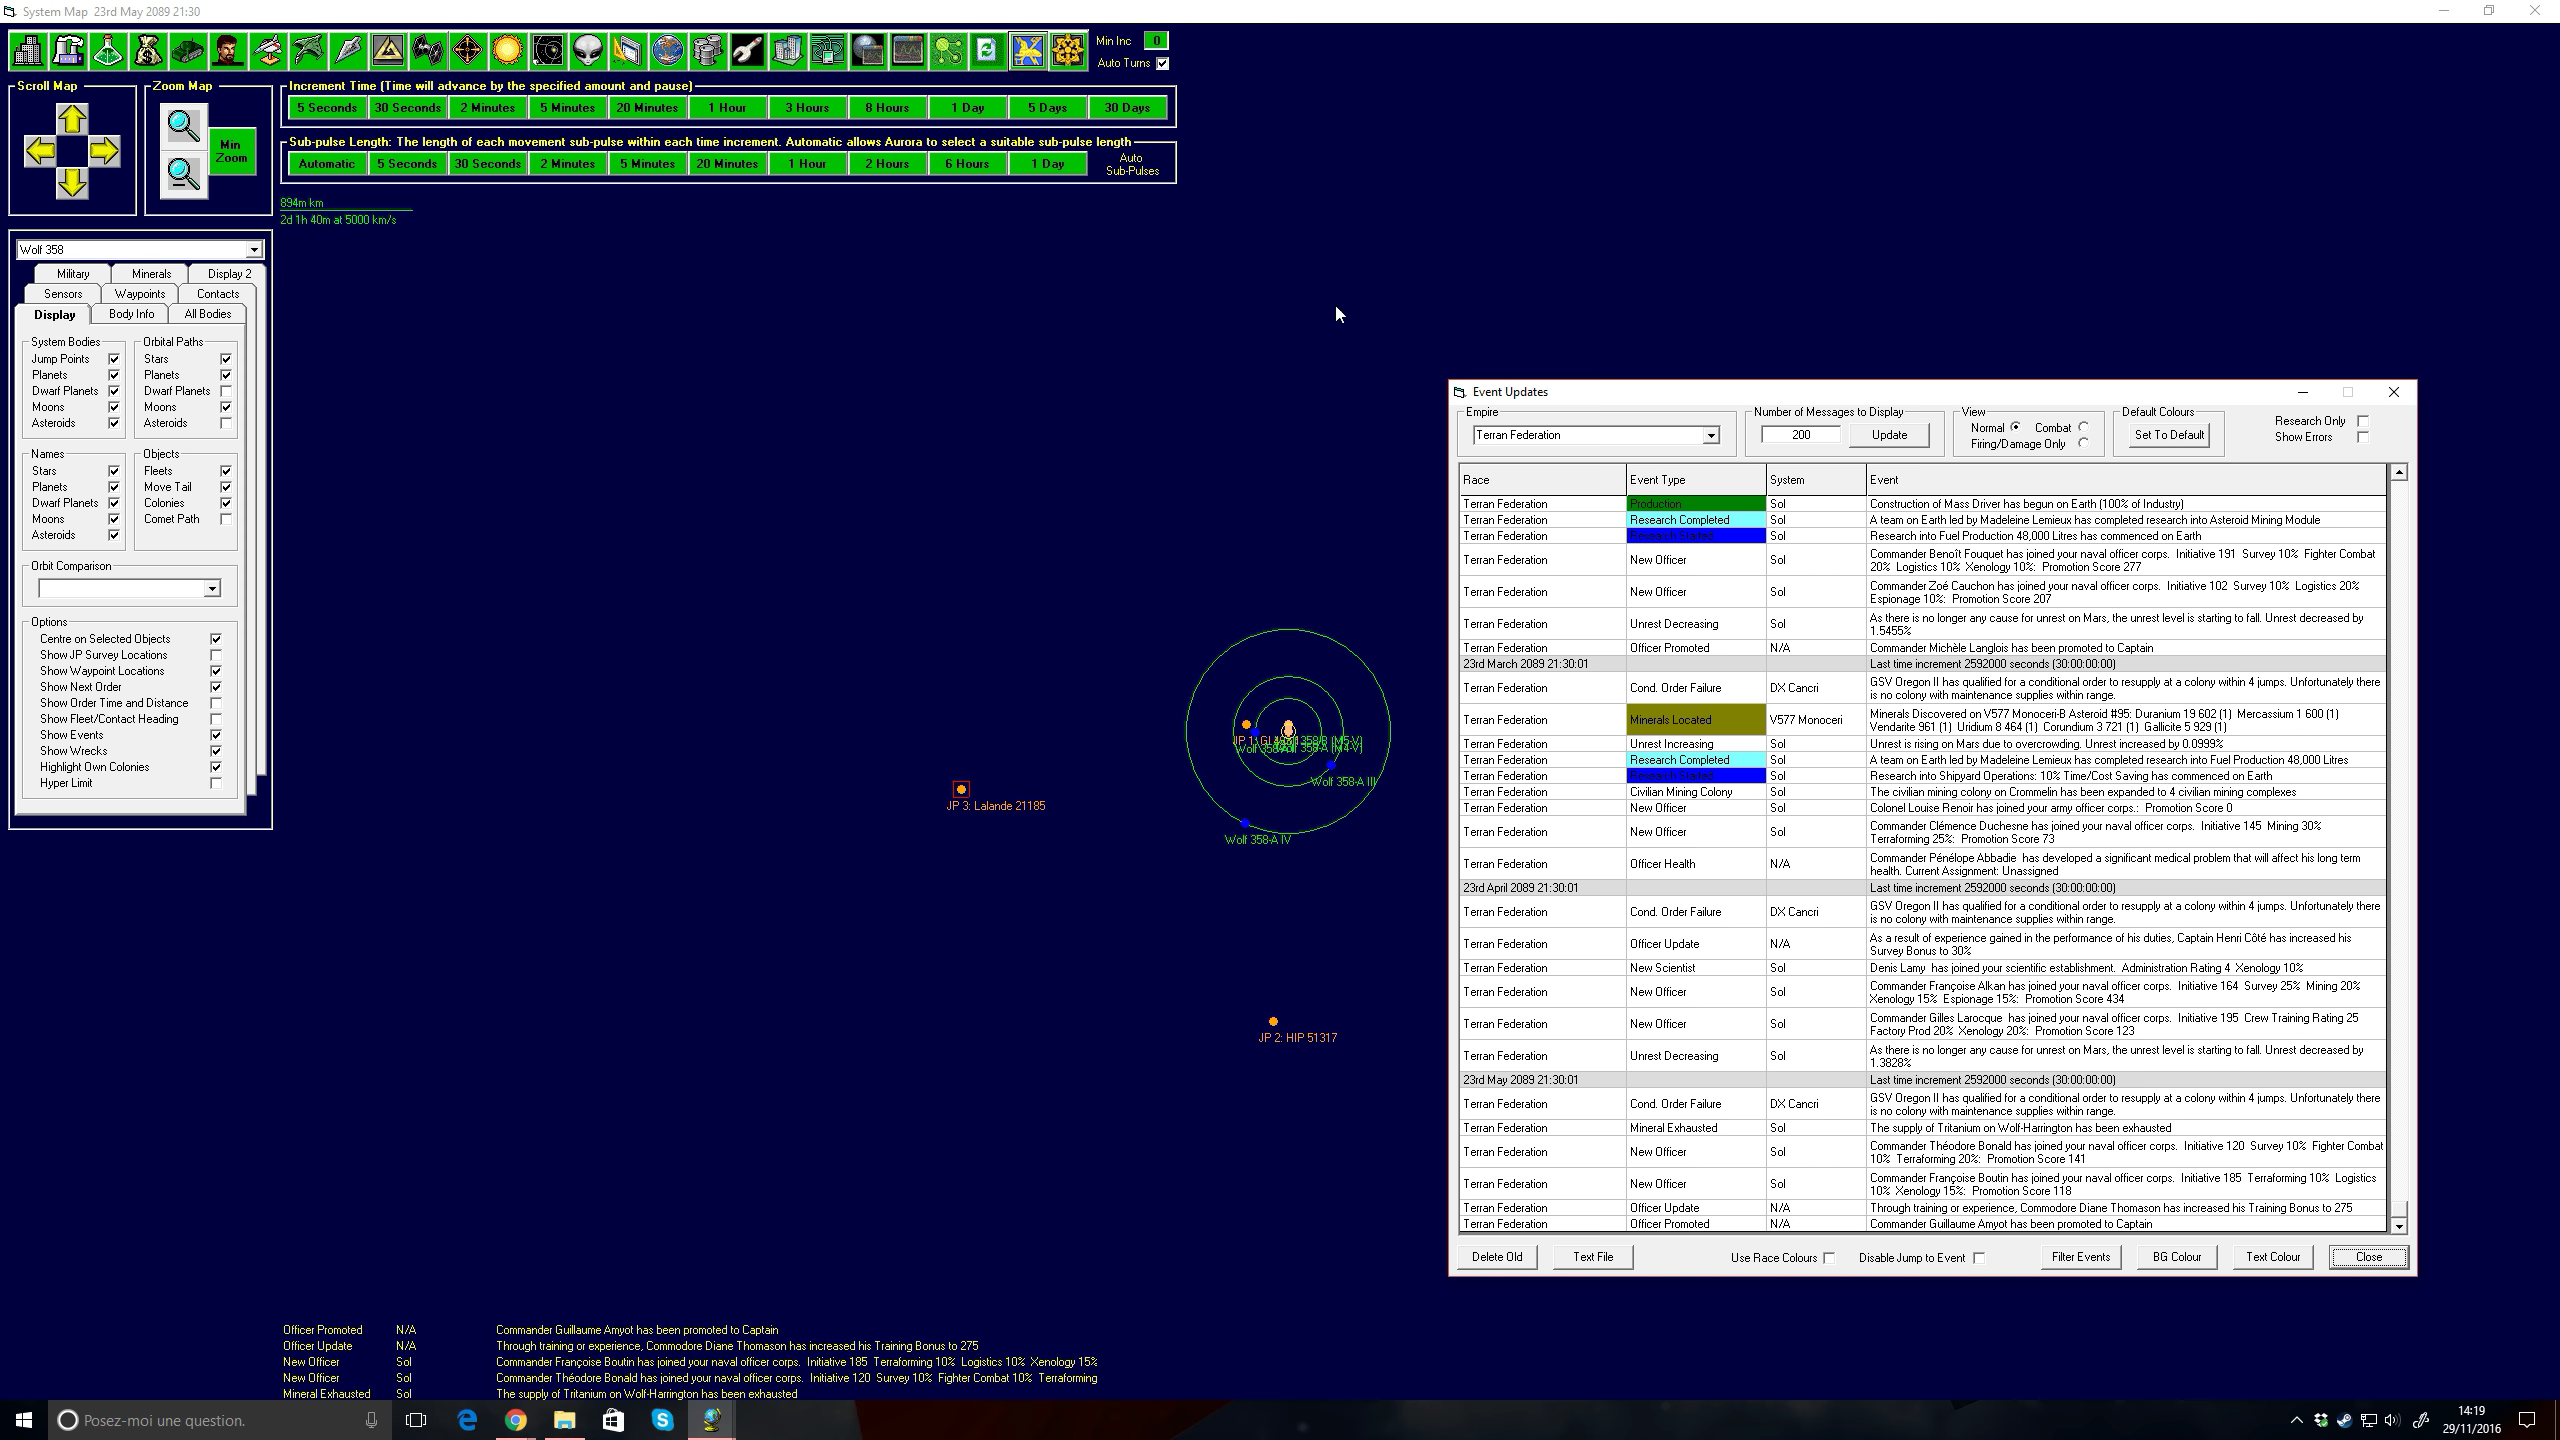 System Map  23rd May 2089 21:30
Min Inc 0
Auto Turns
Scroll Map
Zoom Map
Min Zoom
Increment Time (Time will advance by the specified amount and pause)
5 Seconds 30 Seconds 2 Minutes 5 Minutes 20 Minutes 1 Hour 3 Hours 8 Hours 1 Day 5 Days 30 Days
Sub-pulse Length: The length of each movement sub-pulse within each time increment. Automatic allows Aurora to select a suitable sub-pulse length
Automatic 5 Seconds 30 Seconds 2 Minutes 5 Minutes 20 Minutes 1 Hour 2 Hours 6 Hours 1 Day
Auto Sub-Pulses
894m km
2d 1h 40m at 5000 km/s
Wolf 358
Military Minerals Display 2
Sensors Waypoints Contacts
Display Body Info All Bodies
System Bodies
Jump Points
Planets
Dwarf Planets
Moons
Asteroids
Orbital Paths
Stars
Planets
Dwarf Planets
Moons
Asteroids
Names
Stars
Planets
Dwarf Planets
Moons
Asteroids
Objects
Fleets
Move Tail
Colonies
Comet Path
Orbit Comparison
Options
Centre on Selected Objects
Show JP Survey Locations
Show Waypoint Locations
Show Next Order
Show Order Time and Distance
Show Fleet/Contact Heading
Show Events
Show Wrecks
Highlight Own Colonies
Hyper Limit
Wolf 358-A III
JP 3: Lalande 21185
Wolf 358-A IV
JP 2: HIP 51317
Event Updates
Empire
Terran Federation
Number of Messages to Display
200 Update
View
Normal Combat
Firing/Damage Only
Default Colours
Set To Default
Research Only
Show Errors
Race Event Type System Event
Terran Federation Production Sol Construction of Mass Driver has begun on Earth (100% of Industry)
Terran Federation Research Completed Sol A team on Earth led by Madeleine Lemieux has completed research into Asteroid Mining Module
Terran Federation Research Started Sol Research into Fuel Production 48,000 Litres has commenced on Earth
Terran Federation New Officer Sol Commander Benoît Fouquet has joined your naval officer corps.  Initiative 191  Survey 10%  Fighter Combat
20%  Logistics 10%  Xenology 10%:  Promotion Score 277
Terran Federation New Officer Sol Commander Zoé Cauchon has joined your naval officer corps.  Initiative 102  Survey 10%  Logistics 20%
Espionage 10%:  Promotion Score 207
Terran Federation Unrest Decreasing Sol As there is no longer any cause for unrest on Mars, the unrest level is starting to fall. Unrest decreased by
1.5455%
Terran Federation Officer Promoted N/A Commander Michèle Langlois has been promoted to Captain
23rd March 2089 21:30:01 Last time increment 2592000 seconds (30:00:00:00)
Terran Federation Cond. Order Failure DX Cancri GSV Oregon II has qualified for a conditional order to resupply at a colony within 4 jumps. Unfortunately there
is no colony with maintenance supplies within range.
Terran Federation Minerals Located V577 Monoceri Minerals Discovered on V577 Monoceri-B Asteroid #95: Duranium 19 602 (1)  Mercassium 1 600 (1)
Vendarite 961 (1)  Uridium 8 464 (1)  Corundium 3 721 (1)  Gallicite 5 929 (1)
Terran Federation Unrest Increasing Sol Unrest is rising on Mars due to overcrowding. Unrest increased by 0.0999%
Terran Federation Research Completed Sol A team on Earth led by Madeleine Lemieux has completed research into Fuel Production 48,000 Litres
Terran Federation Research Started Sol Research into Shipyard Operations: 10% Time/Cost Saving has commenced on Earth
Terran Federation Civilian Mining Colony Sol The civilian mining colony on Crommelin has been expanded to 4 civilian mining complexes
Terran Federation New Officer Sol Colonel Louise Renoir has joined your army officer corps.:  Promotion Score 0
Terran Federation New Officer Sol Commander Clémence Duchesne has joined your naval officer corps.  Initiative 145  Mining 30%
Terraforming 25%:  Promotion Score 73
Terran Federation Officer Health N/A Commander Pénélope Abbadie  has developed a significant medical problem that will affect his long term
health. Current Assignment: Unassigned
23rd April 2089 21:30:01 Last time increment 2592000 seconds (30:00:00:00)
Terran Federation Cond. Order Failure DX Cancri GSV Oregon II has qualified for a conditional order to resupply at a colony within 4 jumps. Unfortunately there
is no colony with maintenance supplies within range.
Terran Federation Officer Update N/A As a result of experience gained in the performance of his duties, Captain Henri Côté has increased his
Survey Bonus to 30%
Terran Federation New Scientist Sol Denis Lamy  has joined your scientific establishment.  Administration Rating 4  Xenology 10%
Terran Federation New Officer Sol Commander Françoise Alkan has joined your naval officer corps.  Initiative 164  Survey 25%  Mining 20%
Xenology 15%  Espionage 15%:  Promotion Score 434
Terran Federation New Officer Sol Commander Gilles Larocque  has joined your naval officer corps.  Initiative 195  Crew Training Rating 25
Factory Prod 20%  Xenology 20%:  Promotion Score 123
Terran Federation Unrest Decreasing Sol As there is no longer any cause for unrest on Mars, the unrest level is starting to fall. Unrest decreased by
1.3828%
23rd May 2089 21:30:01 Last time increment 2592000 seconds (30:00:00:00)
Terran Federation Cond. Order Failure DX Cancri GSV Oregon II has qualified for a conditional order to resupply at a colony within 4 jumps. Unfortunately there
is no colony with maintenance supplies within range.
Terran Federation Mineral Exhausted Sol The supply of Tritanium on Wolf-Harrington has been exhausted
Terran Federation New Officer Sol Commander Théodore Bonald has joined your naval officer corps.  Initiative 120  Survey 10%  Fighter Combat
10%  Terraforming 20%:  Promotion Score 141
Terran Federation New Officer Sol Commander Françoise Boutin has joined your naval officer corps.  Initiative 185  Terraforming 10%  Logistics
10%  Xenology 15%:  Promotion Score 118
Terran Federation Officer Update N/A Through training or experience, Commodore Diane Thomason has increased his Training Bonus to 275
Terran Federation Officer Promoted N/A Commander Guillaume Amyot has been promoted to Captain
Delete Old Text File Use Race Colours Disable Jump to Event Filter Events BG Colour Text Colour Close
Officer Promoted N/A Commander Guillaume Amyot has been promoted to Captain
Officer Update N/A Through training or experience, Commodore Diane Thomason has increased his Training Bonus to 275
New Officer Sol Commander Françoise Boutin has joined your naval officer corps.  Initiative 185  Terraforming 10%  Logistics 10%  Xenology 15%
New Officer Sol Commander Théodore Bonald has joined your naval officer corps.  Initiative 120  Survey 10%  Fighter Combat 10%  Terraforming
Mineral Exhausted Sol The supply of Tritanium on Wolf-Harrington has been exhausted
Posez-moi une question.
14:19
29/11/2016